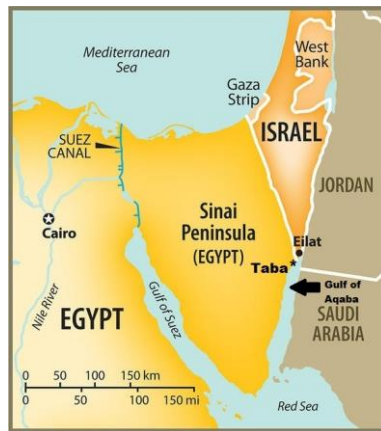 Mediterranean
Sea
West
Bank
Gaza
Strip
ISRAEL
SUEZ
CANAL
JORDAN
Cairo
Sinai
Peninsula
(EGYPT)
Eilat
Taba
Gulf of
Aqaba
SAUDI
ARABIA
Gulf of Suez
Nile River
EGYPT
0 50 100 150 km
0 50 100 150 mi
Red Sea